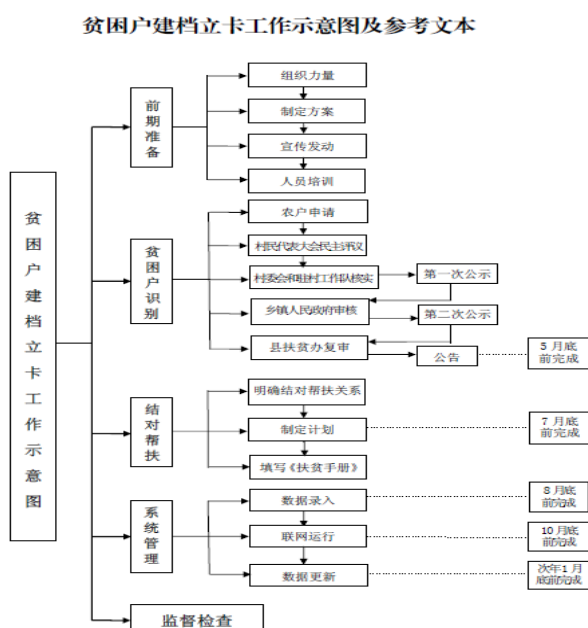 贫困户建档立卡工作示意图及参考文本
贫困户建档立卡工作示意图
前期准备
组织力量
制定方案
宣传发动
人员培训
贫困户识别
农户申请
村民代表大会民主评议
村委会和驻村工作队核实
第一次公示
乡镇人民政府审核
第二次公示
县扶贫办复审
公告
5月底
前完成
结对帮扶
明确结对帮扶关系
制定计划
7月底
前完成
填写《扶贫手册》
系统管理
数据录入
8月底
前完成
联网运行
10月底
前完成
数据更新
次年1月
底前完成
监督检查